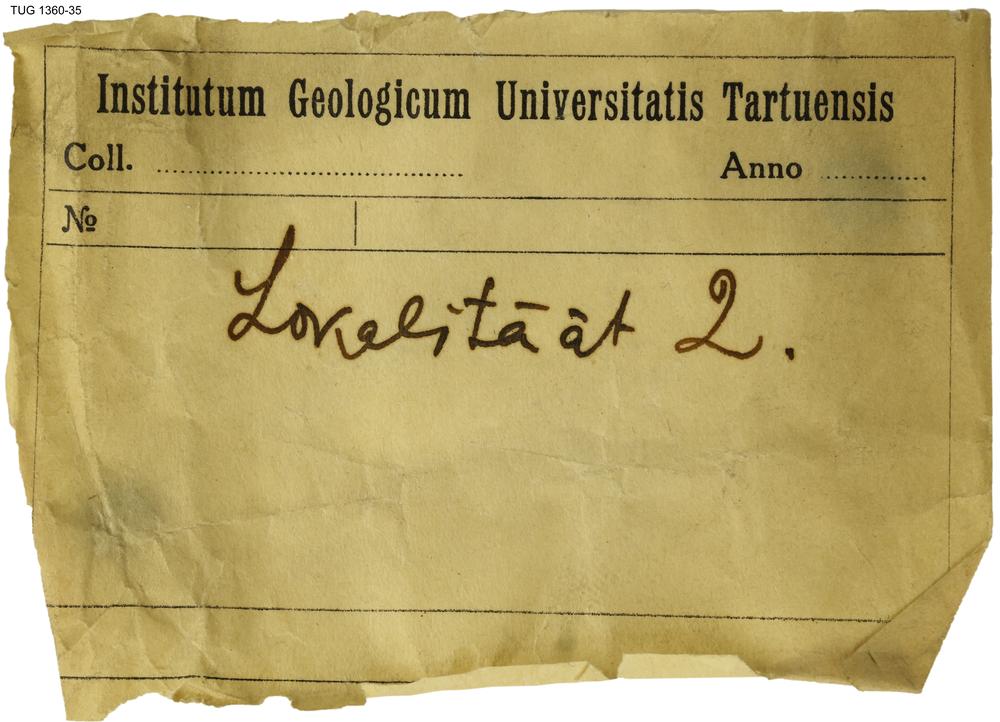 TUG 1360-35
Institutum Geologicum Universitatis Tartuensis
Coll. ........................................ Anno ..............
№
Lokalitäät 2.